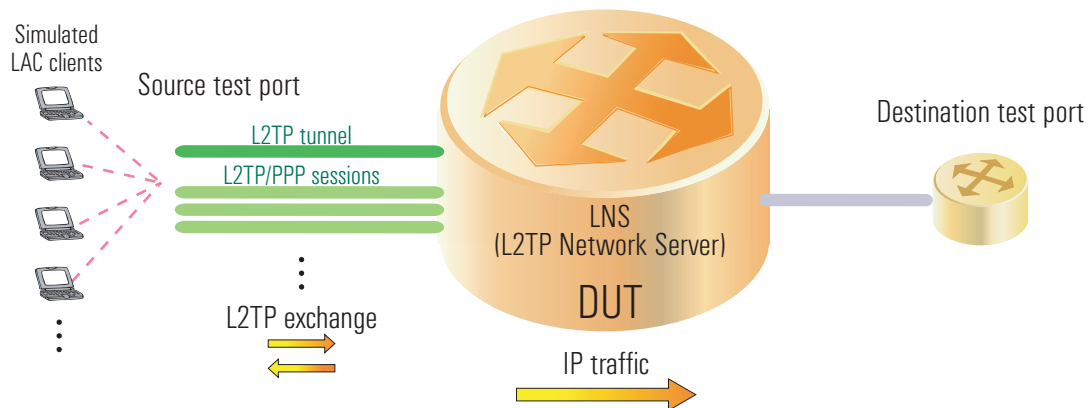 Simulated
LAC clients
Source test port
L2TP tunnel
L2TP/PPP sessions
L2TP exchange
LNS
(L2TP Network Server)
DUT
IP traffic
Destination test port